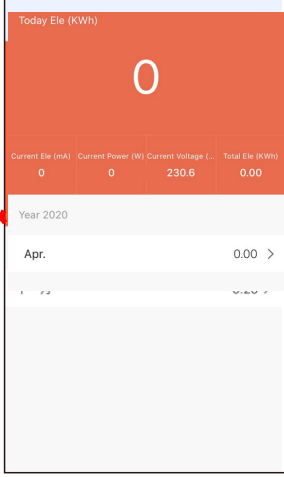 Today Ele (KWh)
0
Current Ele (mA) Current Power (W) Current Voltage (... Total Ele (KWh)
0 0 230.6 0.00
Year 2020
Apr. 0.00 >